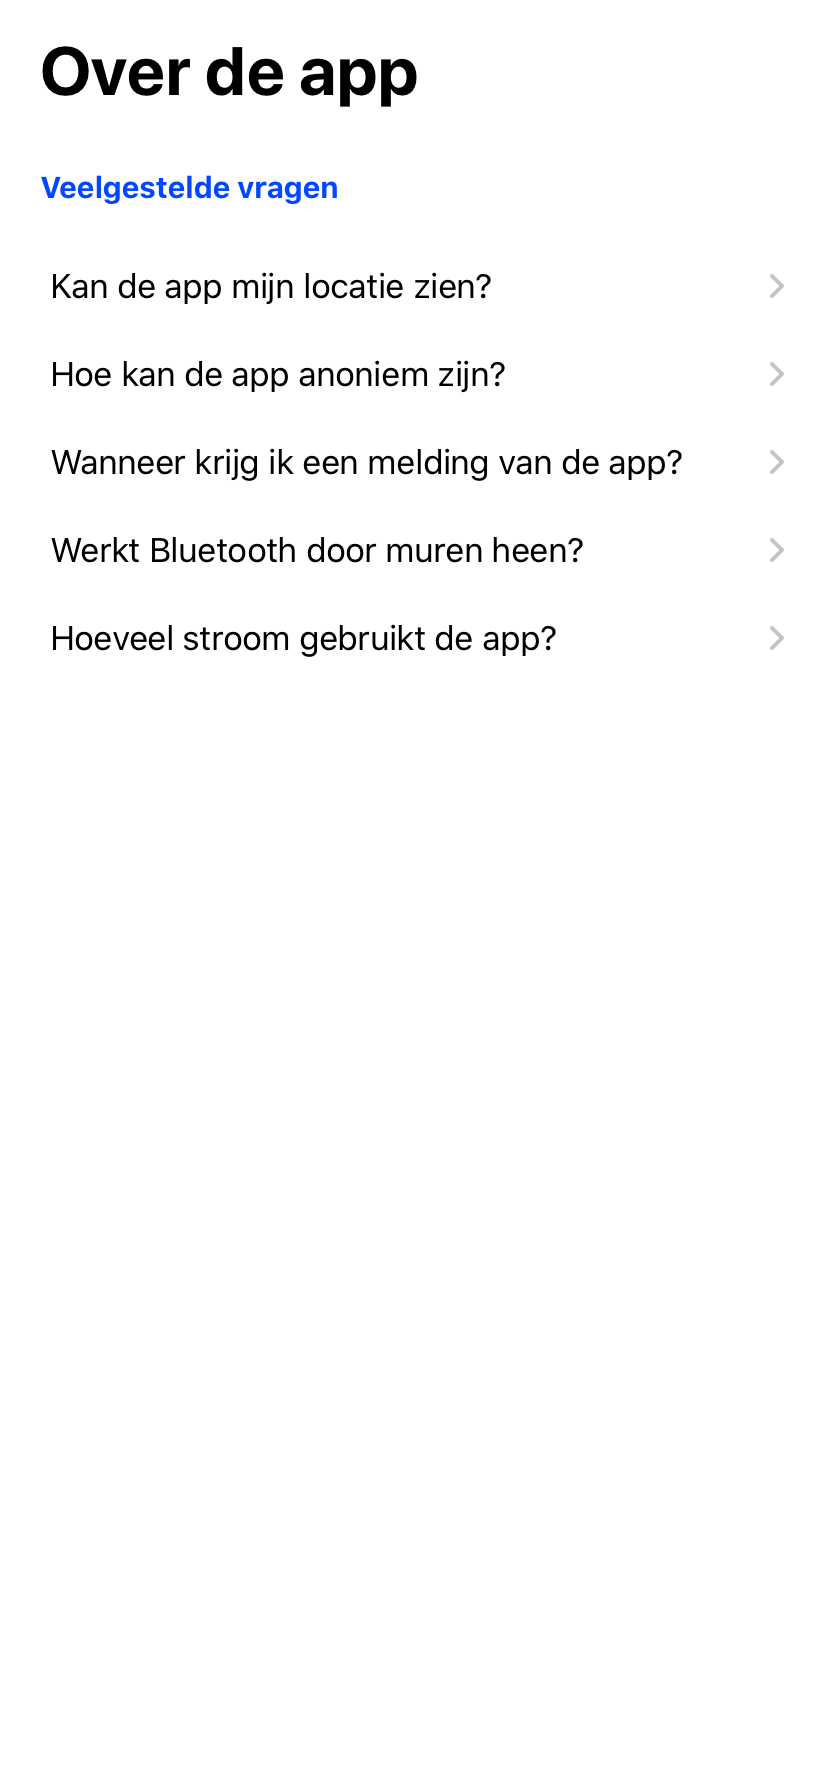 Over de app
Veelgestelde vragen
Kan de app mijn locatie zien?
Hoe kan de app anoniem zijn?
Wanneer krijg ik een melding van de app?
Werkt Bluetooth door muren heen?
Hoeveel stroom gebruikt de app?